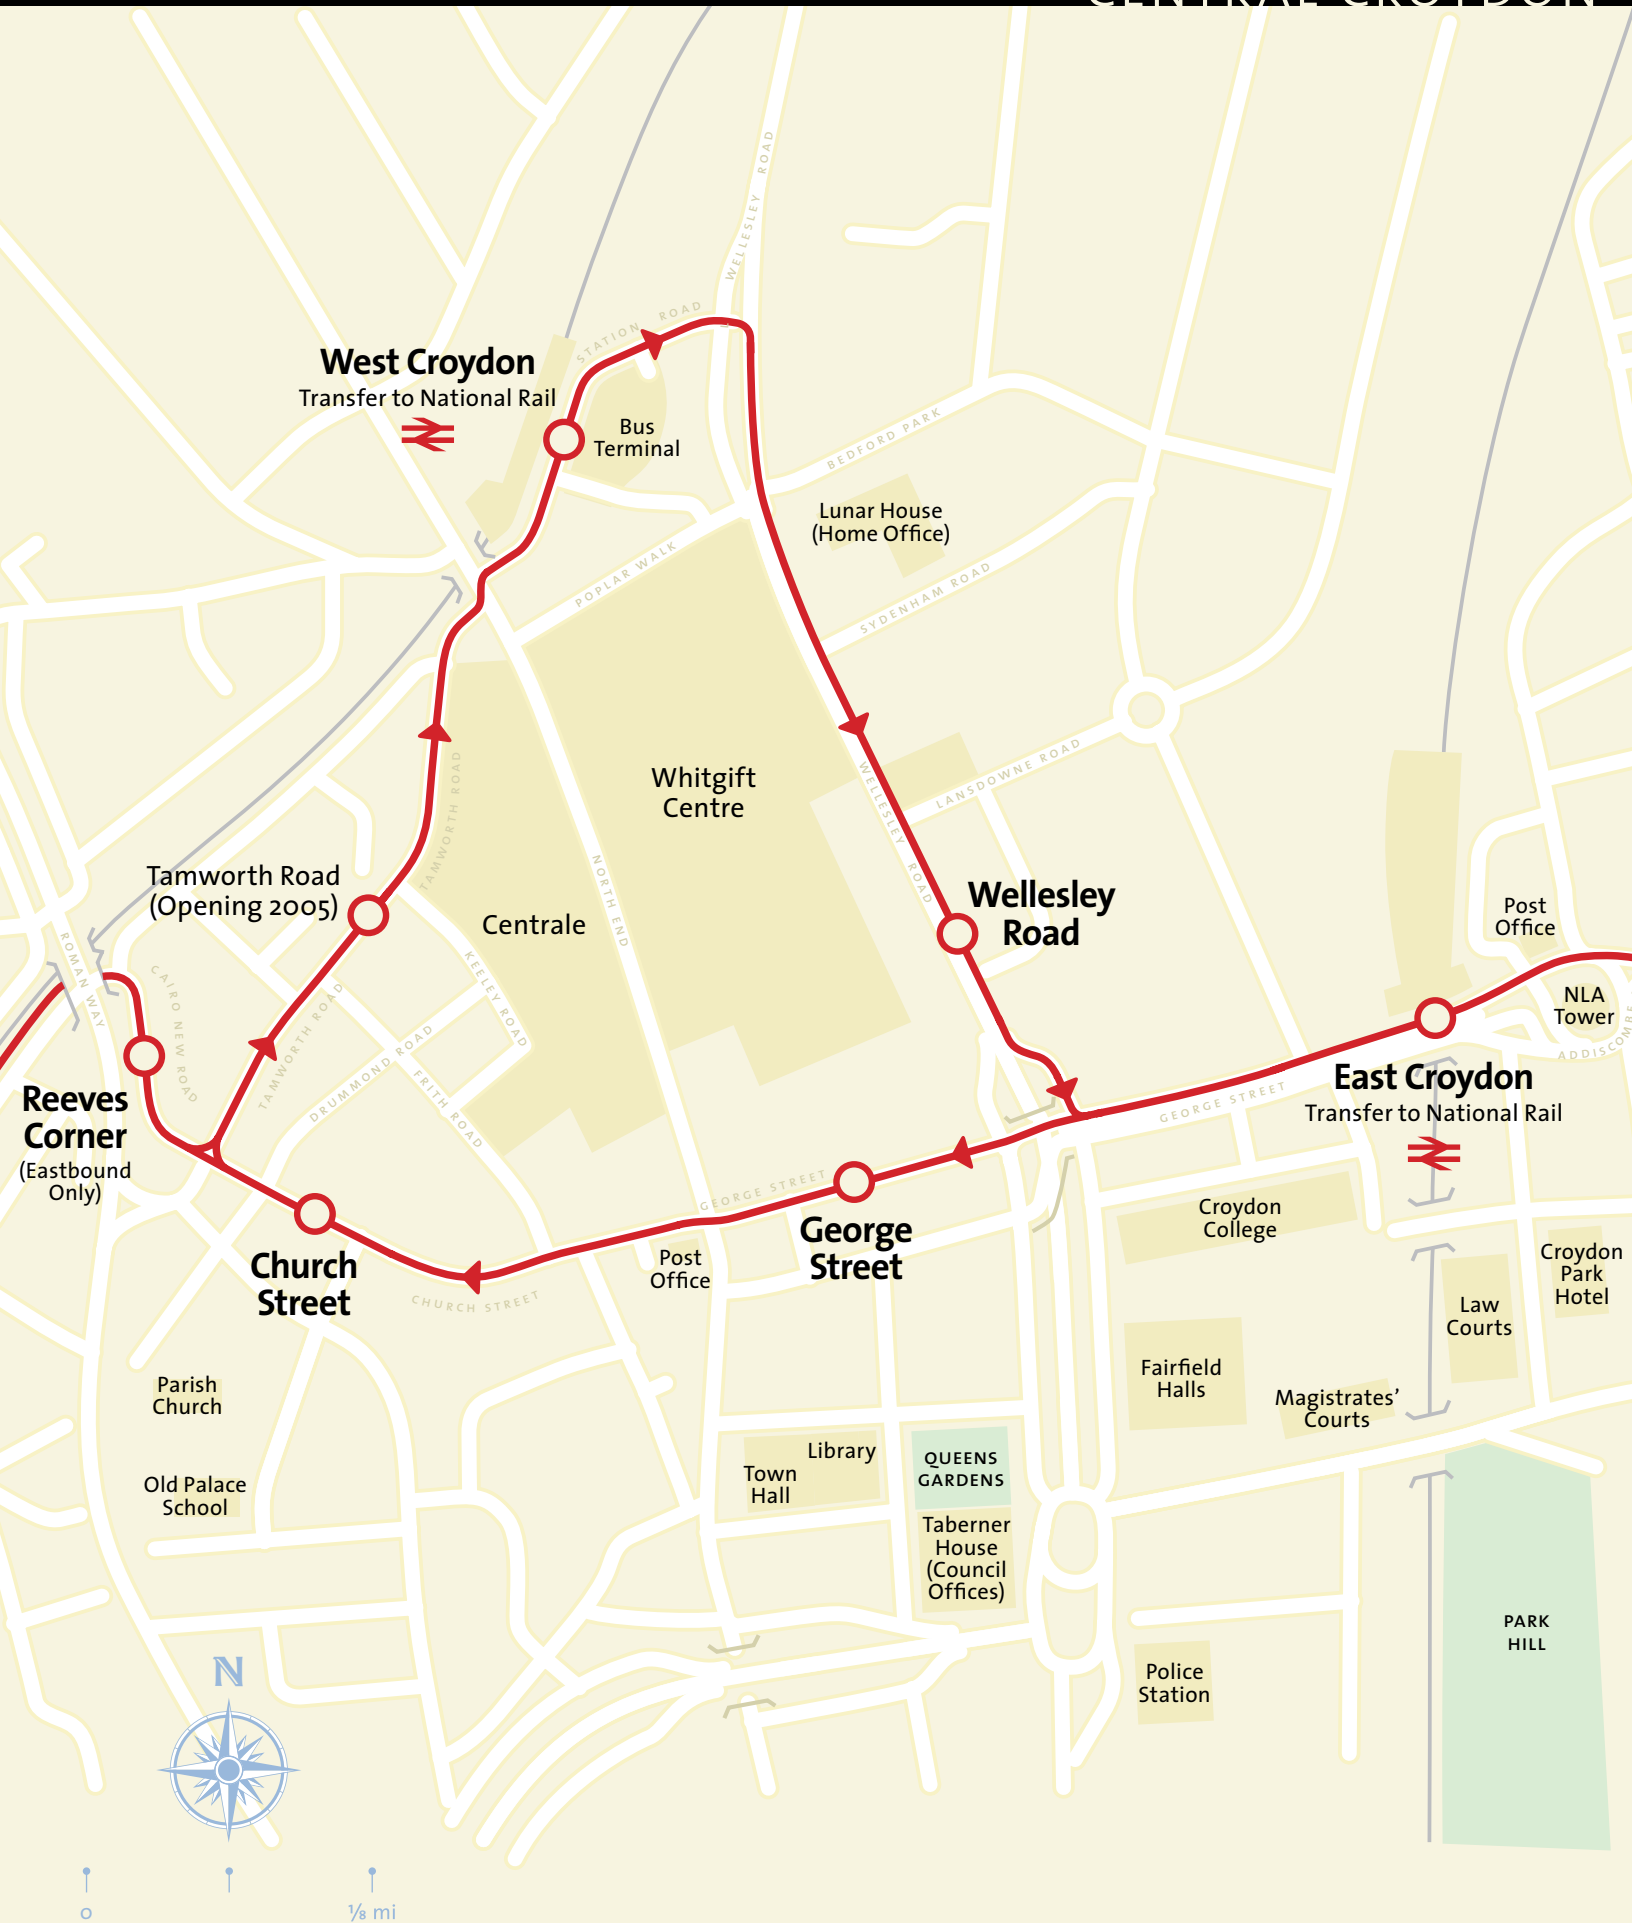 CENTRAL CROYDON
WELLESLEY ROAD
STATION ROAD
West Croydon
Transfer to National Rail
Bus
Terminal
BEDFORD PARK
Lunar House
(Home Office)
POPLAR WALK
SYDENHAM ROAD
Whitgift
Centre
LANSDOWNE ROAD
WELLESLEY ROAD
TAMWORTH ROAD
Tamworth Road
(Opening 2005)
Centrale
NORTH END
Wellesley
Road
Post
Office
ROMAN WAY
CAIRO NEW ROAD
KEELEY ROAD
TAMWORTH ROAD
DRUMMOND ROAD
FRITH ROAD
NLA
Tower
ADDISCOMBE
East Croydon
Transfer to National Rail
GEORGE STREET
Reeves
Corner
(Eastbound
Only)
GEORGE STREET
George
Street
Croydon
College
Church
Street
CHURCH STREET
Post
Office
Croydon
Park
Hotel
Law
Courts
Fairfield
Halls
Magistrates’
Courts
Parish
Church
Library
Town
Hall
QUEENS
GARDENS
Old Palace
School
Taberner
House
(Council
Offices)
PARK
HILL
Police
Station
N
0
⅛ mi